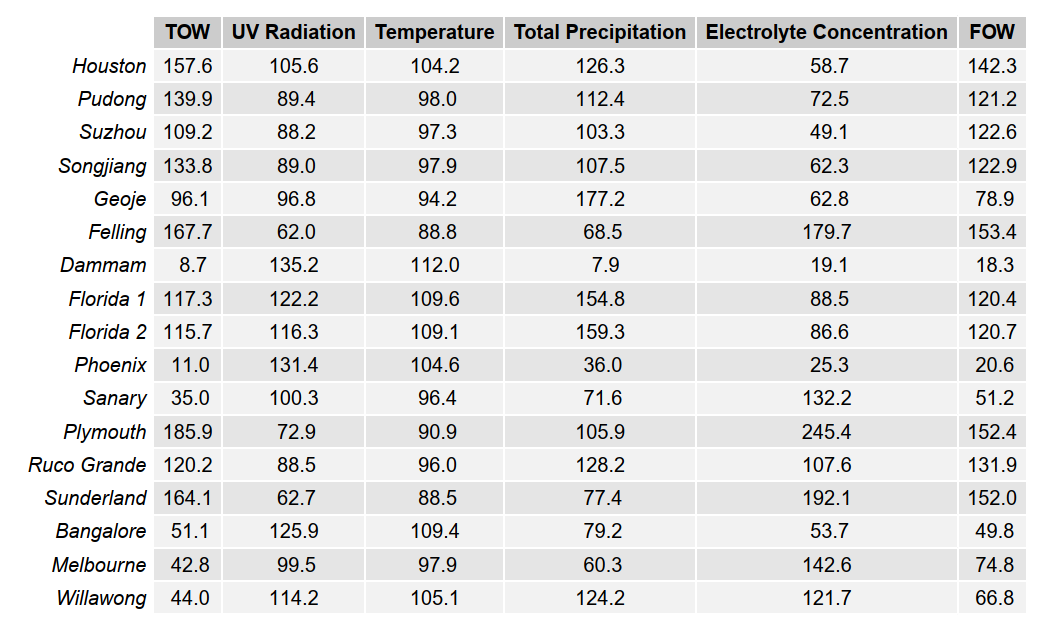 TOW UV Radiation Temperature Total Precipitation Electrolyte Concentration FOW
Houston 157.6 105.6 104.2 126.3 58.7 142.3
Pudong 139.9 89.4 98.0 112.4 72.5 121.2
Suzhou 109.2 88.2 97.3 103.3 49.1 122.6
Songjiang 133.8 89.0 97.9 107.5 62.3 122.9
Geoje 96.1 96.8 94.2 177.2 62.8 78.9
Felling 167.7 62.0 88.8 68.5 179.7 153.4
Dammam 8.7 135.2 112.0 7.9 19.1 18.3
Florida 1 117.3 122.2 109.6 154.8 88.5 120.4
Florida 2 115.7 116.3 109.1 159.3 86.6 120.7
Phoenix 11.0 131.4 104.6 36.0 25.3 20.6
Sanary 35.0 100.3 96.4 71.6 132.2 51.2
Plymouth 185.9 72.9 90.9 105.9 245.4 152.4
Ruco Grande 120.2 88.5 96.0 128.2 107.6 131.9
Sunderland 164.1 62.7 88.5 77.4 192.1 152.0
Bangalore 51.1 125.9 109.4 79.2 53.7 49.8
Melbourne 42.8 99.5 97.9 60.3 142.6 74.8
Willawong 44.0 114.2 105.1 124.2 121.7 66.8